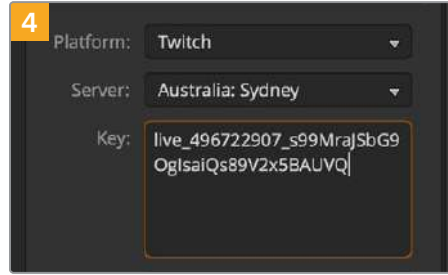 4
Platform: Twitch
Server: Australia: Sydney
Key: live_496722907_s99MraJSbG9
OgIsaiQs89V2x5BAUVQ